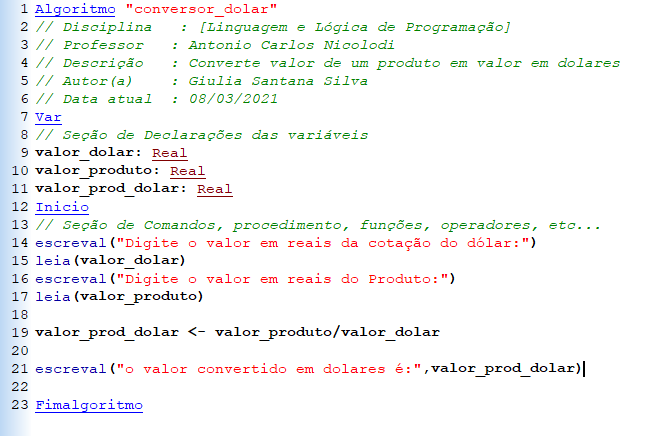 1 Algoritmo "conversor_dolar"
2 // Disciplina   : [Linguagem e Lógica de Programação]
3 // Professor   : Antonio Carlos Nicolodi
4 // Descrição   : Converte valor de um produto em valor em dolares
5 // Autor(a)    : Giulia Santana Silva
6 // Data atual  : 08/03/2021
7 Var
8 // Seção de Declarações das variáveis
9 valor_dolar: Real
10 valor_produto: Real
11 valor_prod_dolar: Real
12 Inicio
13 // Seção de Comandos, procedimento, funções, operadores, etc...
14 escreval("Digite o valor em reais da cotação do dólar:")
15 leia(valor_dolar)
16 escreval("Digite o valor em reais do Produto:")
17 leia(valor_produto)
18
19 valor_prod_dolar <- valor_produto/valor_dolar
20
21 escreval("o valor convertido em dolares é:",valor_prod_dolar)
22
23 Fimalgoritmo